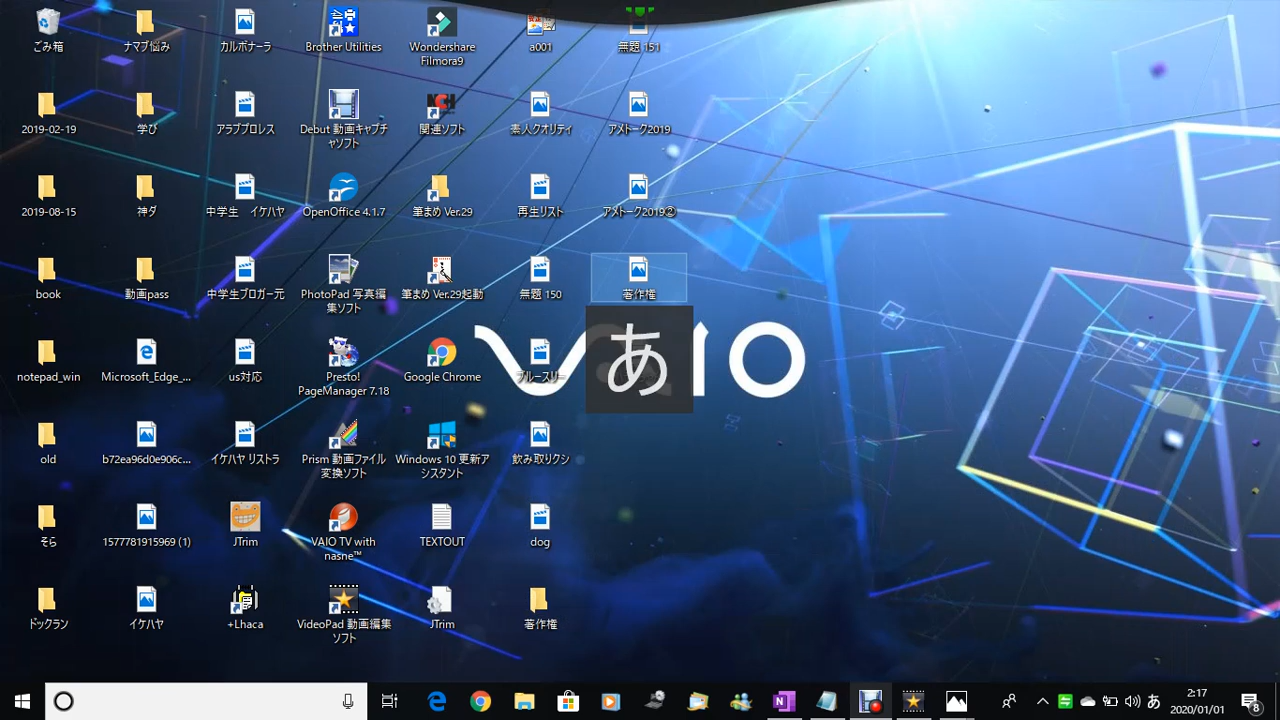 ごみ箱
ナマブ悩み
カルボナーラ
Brother Utilities
Wondershare
Filmora9
a001
無題 151
2019-02-19
学び
アラブプロレス
Debut 動画キャプチ
ャソフト
関連ソフト
素人クオリティ
アメトーク2019
2019-08-15
神ダ
中学生　イケハヤ
OpenOffice 4.1.7
筆まめ Ver.29
再生リスト
アメトーク2019②
book
動画pass
中学生ブロガー元
PhotoPad 写真編
集ソフト
筆まめ Ver.29起動
無題 150
著作権
notepad_win
Microsoft_Edge_...
us対応
Presto!
PageManager 7.18
Google Chrome
ブルースリー
あ
VAIO
old
b72ea96d0e906c...
イケハヤ リストラ
Prism 動画ファイル
変換ソフト
Windows 10 更新ア
シスタント
飲み取りクシ
そら
1577781915969 (1)
JTrim
VAIO TV with
nasne™
TEXTOUT
dog
ドックラン
イケハヤ
+Lhaca
VideoPad 動画編集
ソフト
JTrim
著作権
あ
2:17
2020/01/01
8